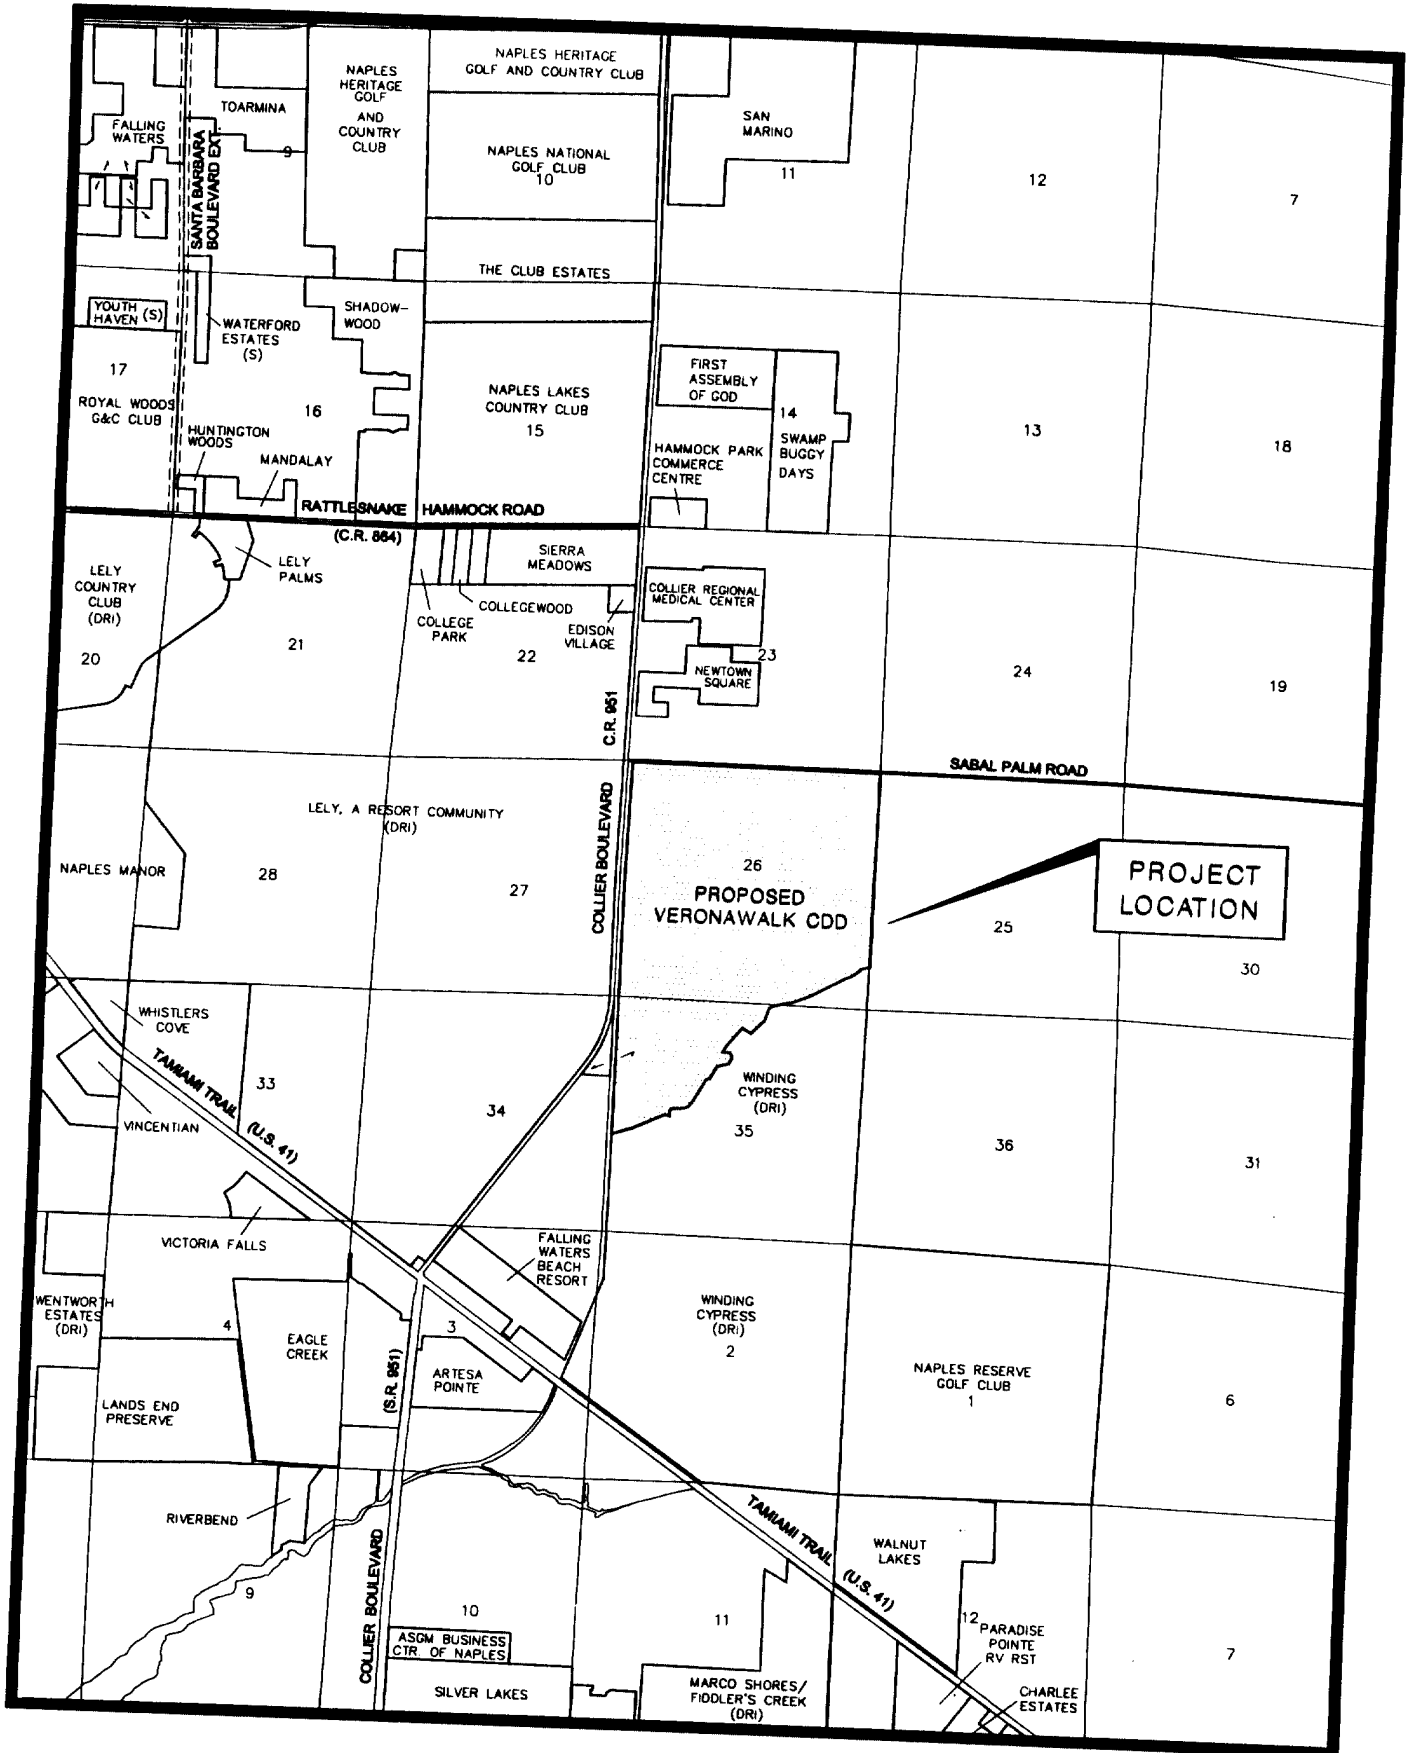 NAPLES HERITAGE
GOLF AND COUNTRY CLUB
NAPLES
HERITAGE
GOLF
AND
COUNTRY
CLUB
TOARMINA
FALLING
WATERS
SANTA BARBARA
BOULEVARD EXT.
9
NAPLES NATIONAL
GOLF CLUB
10
SAN
MARINO
11
12
7
THE CLUB ESTATES
YOUTH
HAVEN (S)
WATERFORD
ESTATES
(S)
SHADOW-
WOOD
17
ROYAL WOODS
G&C CLUB
16
HUNTINGTON
WOODS
MANDALAY
NAPLES LAKES
COUNTRY CLUB
15
FIRST
ASSEMBLY
OF GOD
14
SWAMP
BUGGY
DAYS
HAMMOCK PARK
COMMERCE
CENTRE
13
18
RATTLESNAKE HAMMOCK ROAD
(C.R. 864)
LELY
COUNTRY
CLUB
(DRI)
20
LELY
PALMS
21
COLLEGE
PARK
COLLEGEWOOD
SIERRA
MEADOWS
EDISON
VILLAGE
22
COLLIER REGIONAL
MEDICAL CENTER
23
NEWTOWN
SQUARE
C.R. 951
24
19
SABAL PALM ROAD
LELY, A RESORT COMMUNITY
(DRI)
NAPLES MANOR
28
27
COLLIER BOULEVARD
26
PROPOSED
VERONAWALK CDD
PROJECT
LOCATION
25
30
WHISTLERS
COVE
TAMIAMI TRAIL
(U.S. 41)
VINCENTIAN
33
34
WINDING
CYPRESS
(DRI)
35
36
31
VICTORIA FALLS
FALLING
WATERS
BEACH
RESORT
WENTWORTH
ESTATES
(DRI)
4
EAGLE
CREEK
3
(S.R. 951)
ARTESA
POINTE
WINDING
CYPRESS
(DRI)
2
NAPLES RESERVE
GOLF CLUB
1
6
LANDS END
PRESERVE
RIVERBEND
9
COLLIER BOULEVARD
10
ASGM BUSINESS
CTR. OF NAPLES
SILVER LAKES
11
MARCO SHORES/
FIDDLER'S CREEK
(DRI)
TAMIAMI TRAIL
(U.S. 41)
WALNUT
LAKES
12
PARADISE
POINTE
RV RST
CHARLEE
ESTATES
7